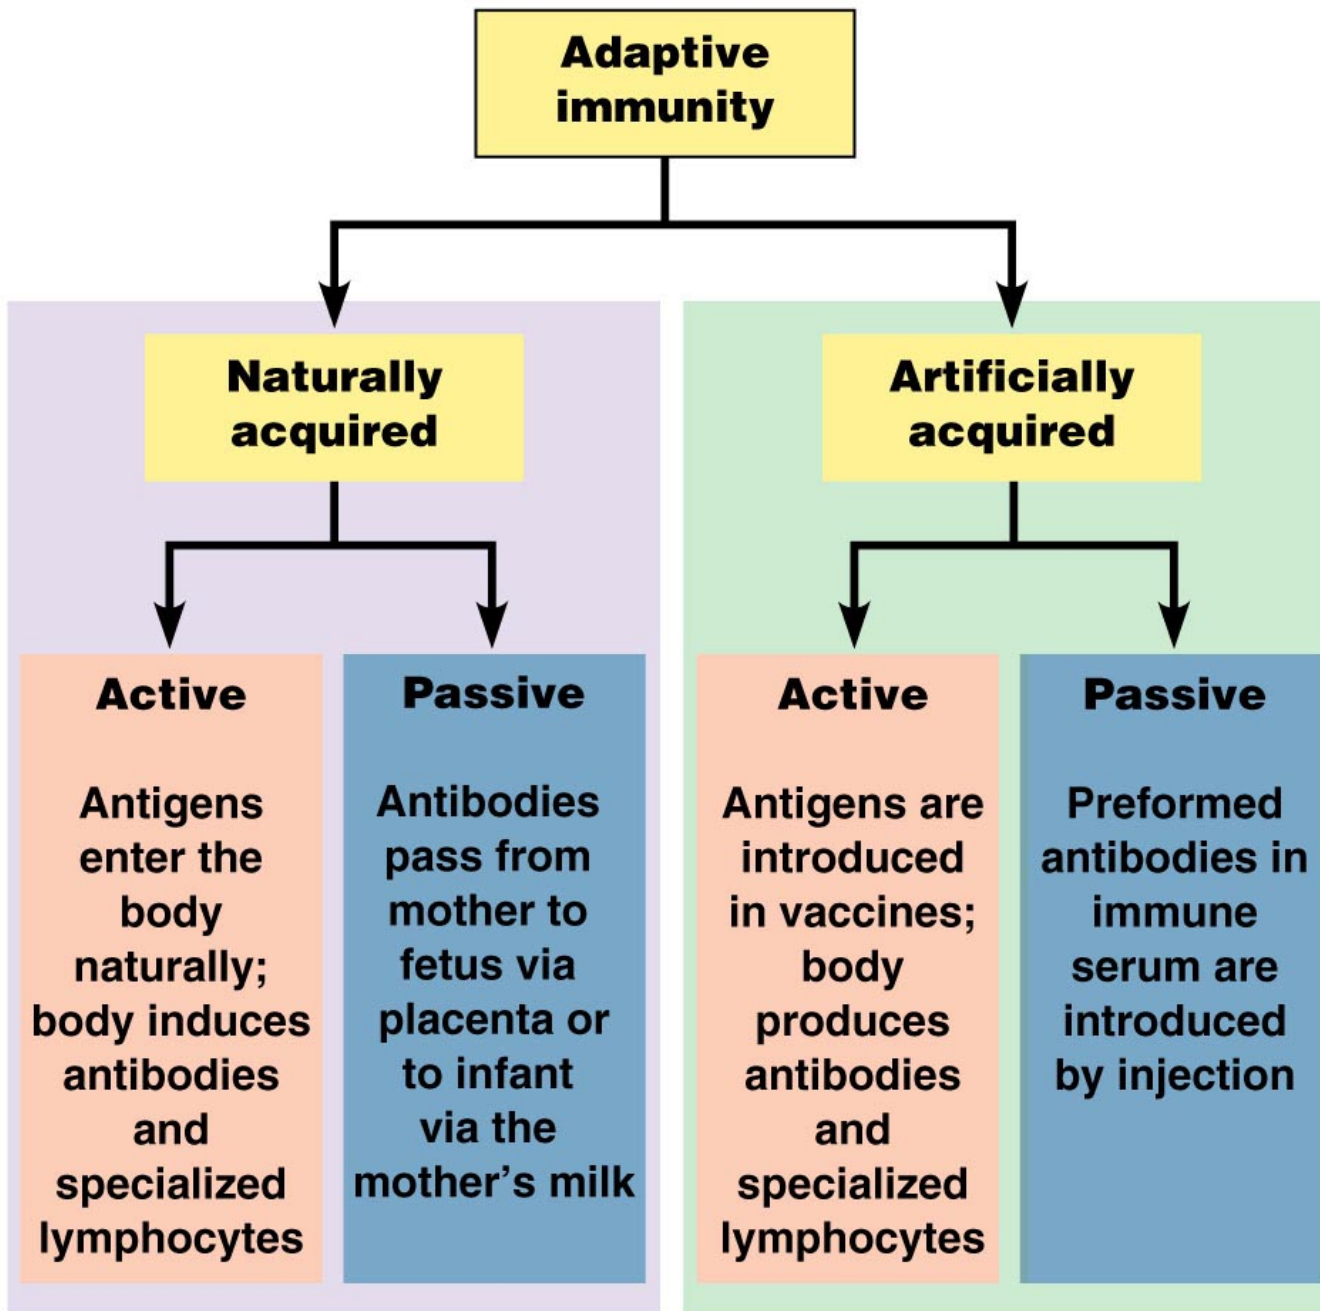 Adaptive
immunity
Naturally
acquired
Artificially
acquired
Active
Antigens
enter the
body
naturally;
body induces
antibodies
and
specialized
lymphocytes
Passive
Antibodies
pass from
mother to
fetus via
placenta or
to infant
via the
mother's milk
Active
Antigens are
introduced
in vaccines;
body
produces
antibodies
and
specialized
lymphocytes
Passive
Preformed
antibodies in
immune
serum are
introduced
by injection